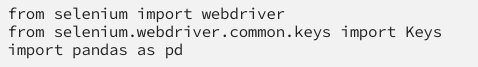 from selenium import webdriver
from selenium.webdriver.common.keys import Keys
import pandas as pd